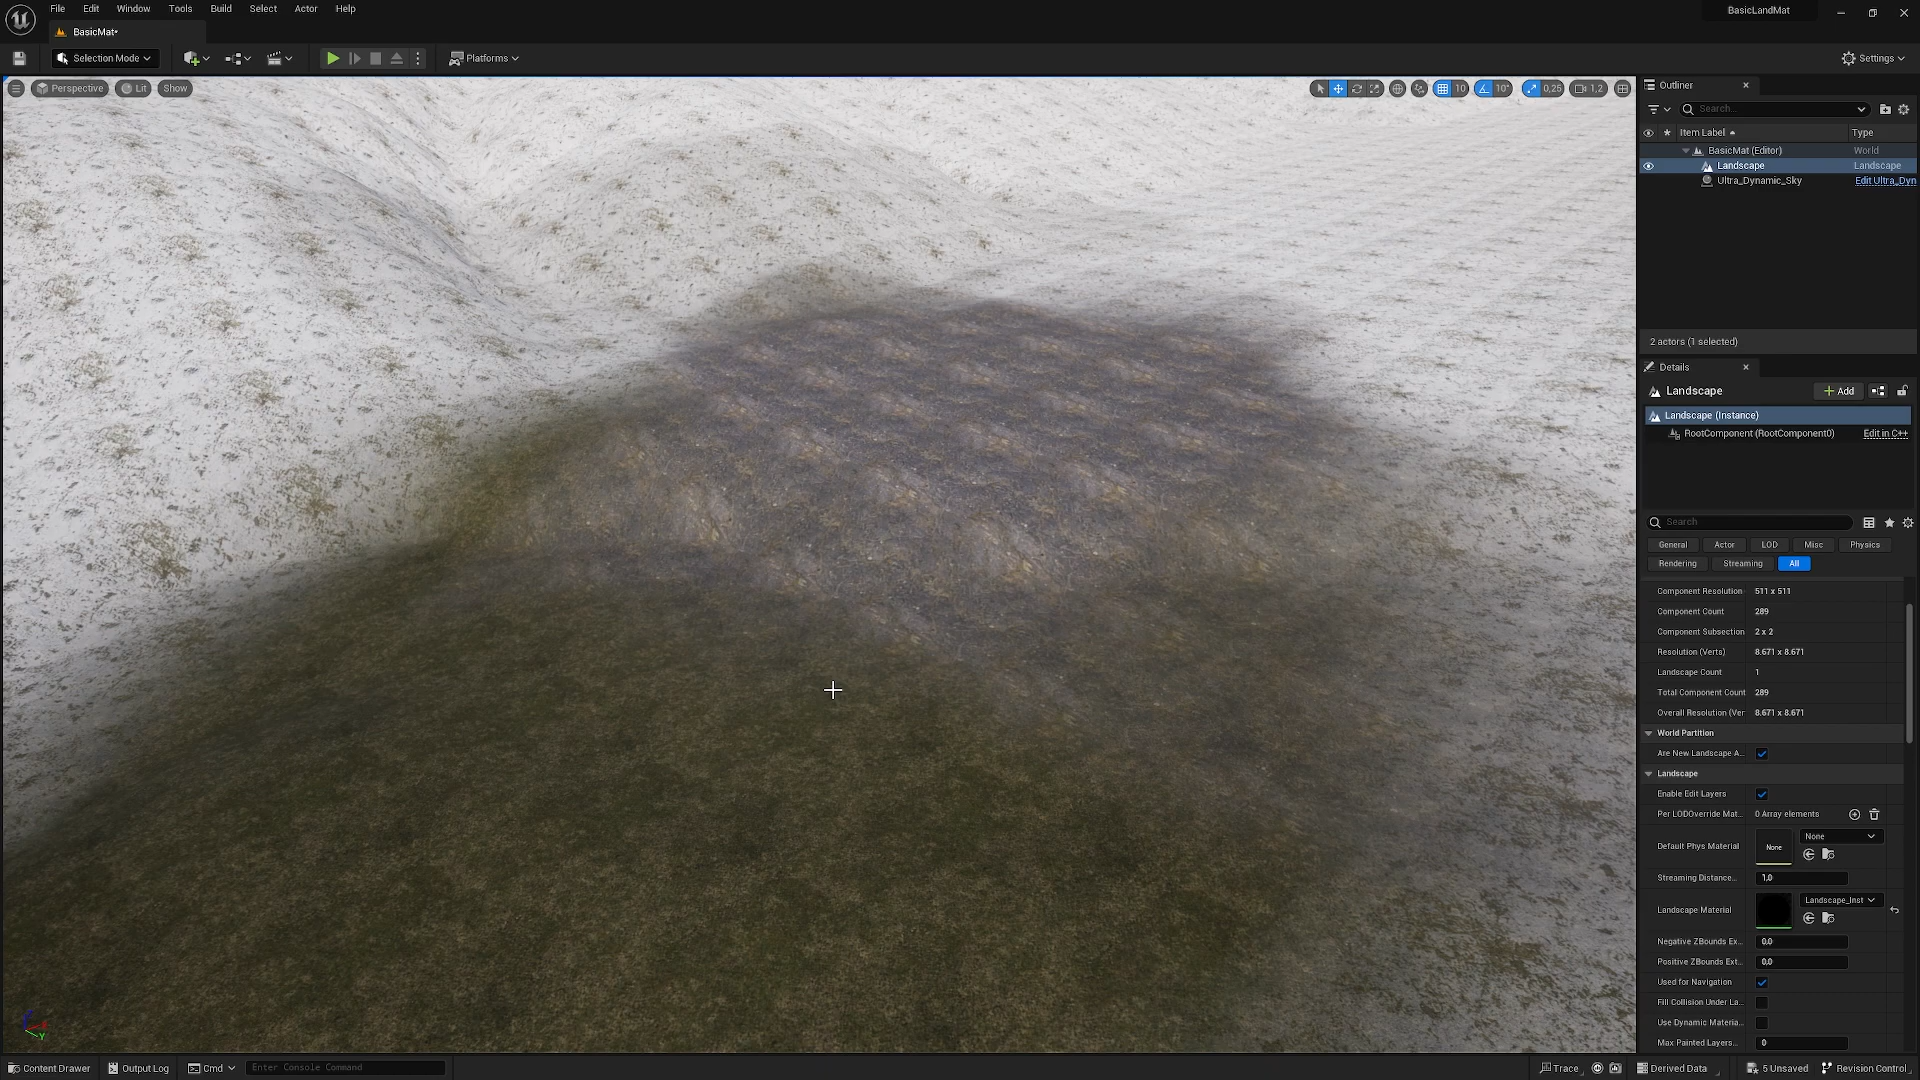 File Edit Window Tools Build Select Actor Help
BasicLandMat
BasicMat*
Selection Mode
Platforms
Settings
Perspective Lit Show
10 10° 0,25 1,2
Outliner
Search...
Item Label Type
BasicMat (Editor) World
Landscape Landscape
Ultra_Dynamic_Sky Edit Ultra_Dyn
2 actors (1 selected)
Details
Landscape
Add
Landscape (Instance)
RootComponent (RootComponent0) Edit in C++
Search
General Actor LOD Misc Physics
Rendering Streaming All
Component Resolution 511 x 511
Component Count 289
Component Subsection 2 x 2
Resolution (Verts) 8.671 x 8.671
Landscape Count 1
Total Component Count 289
Overall Resolution (Ver 8.671 x 8.671
World Partition
Are New Landscape A...
Landscape
Enable Edit Layers
Per LODOverride Mat... 0 Array elements
None
Default Phys Material None
Streaming Distance... 1,0
Landscape_Inst
Landscape Material
Negative ZBounds Ex... 0,0
Positive ZBounds Ext... 0,0
Used for Navigation
Fill Collision Under La...
Use Dynamic Materia...
Max Painted Layers... 0
Y
Content Drawer Output Log Cmd Enter Console Command Trace Derived Data 5 Unsaved Revision Control